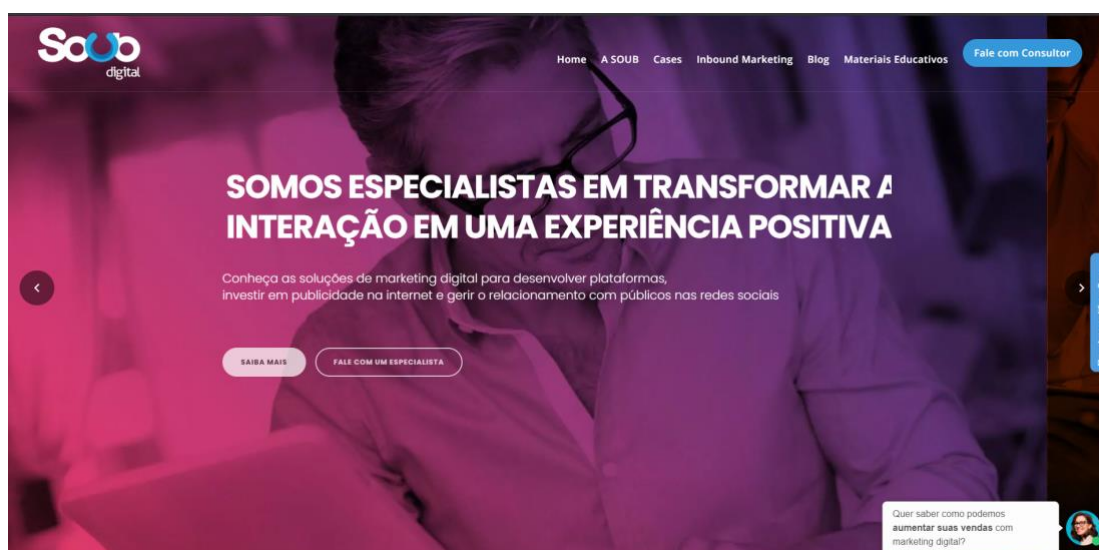 Soub
digital
Home A SOUB Cases Inbound Marketing Blog Materiais Educativos Fale com Consultor
SOMOS ESPECIALISTAS EM TRANSFORMAR A
INTERAÇÃO EM UMA EXPERIÊNCIA POSITIVA
Conheça as soluções de marketing digital para desenvolver plataformas,
investir em publicidade na internet e gerir o relacionamento com públicos nas redes sociais
SAIBA MAIS FALE COM UM ESPECIALISTA
Quer saber como podemos
aumentar suas vendas com
marketing digital?